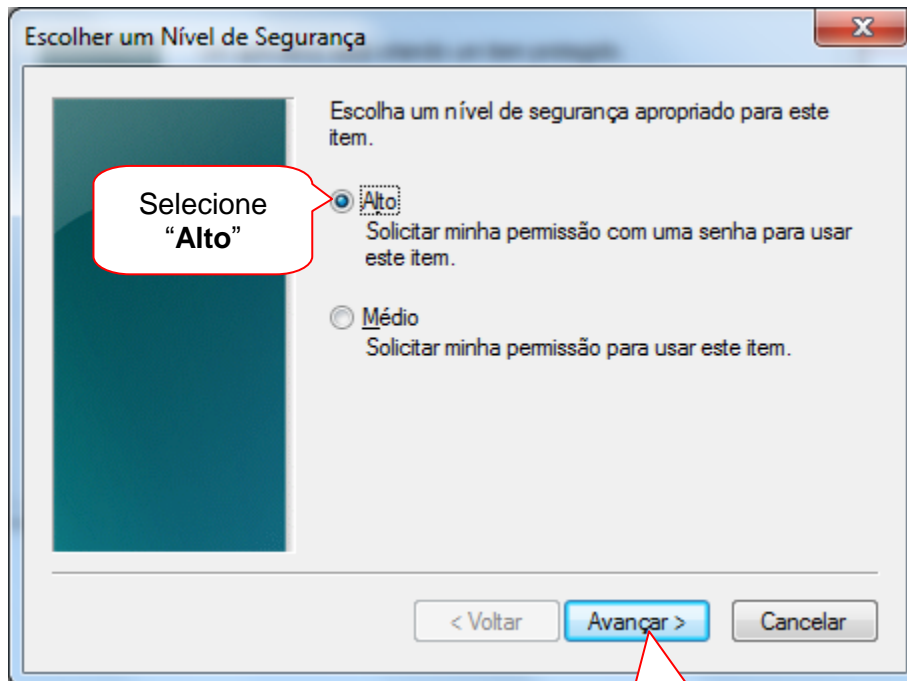 Escolher um Nível de Segurança
Escolha um nível de segurança apropriado para este
item.
Selecione
“Alto”
Alto
Solicitar minha permissão com uma senha para usar
este item.
Médio
Solicitar minha permissão para usar este item.
< Voltar
Avançar >
Cancelar